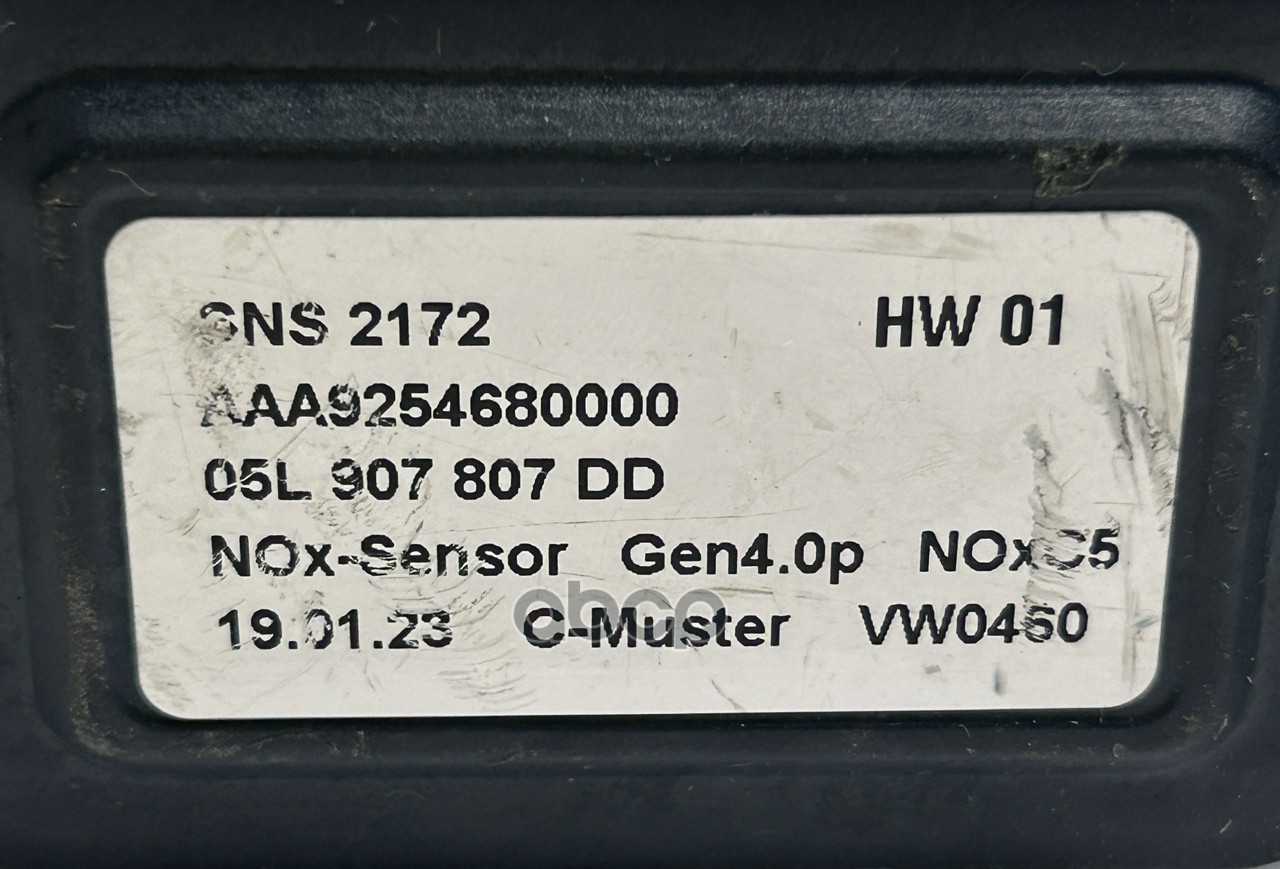 SNS 2172 HW 01
AAA9254680000
05L 907 807 DD
NOx-Sensor Gen4.0p NOxC5
19.01.23 C-Muster VW0460